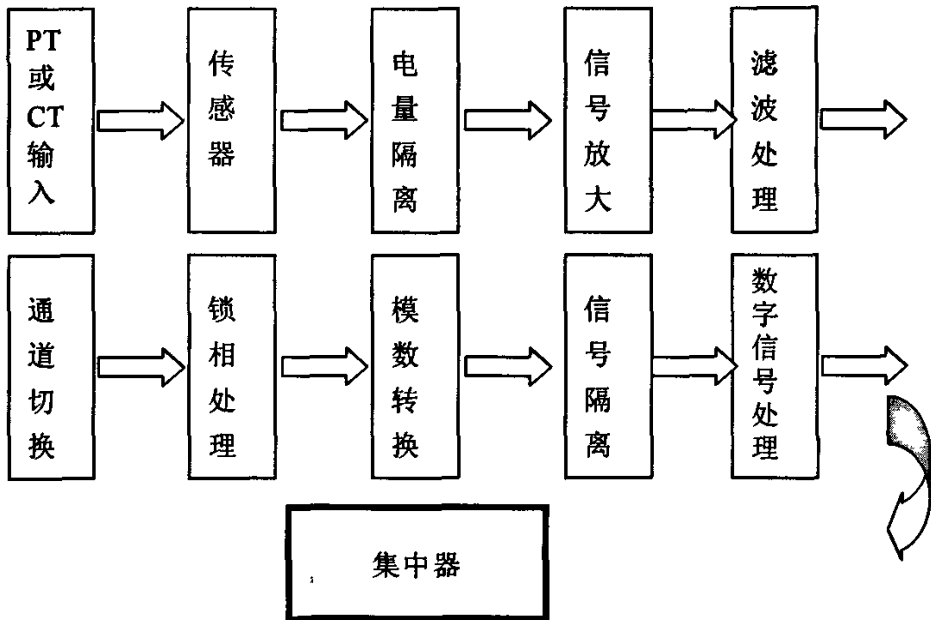 PT或CT输入
传感器
电量隔离
信号放大
滤波处理
通道切换
锁相处理
模数转换
信号隔离
数字信号处理
集中器